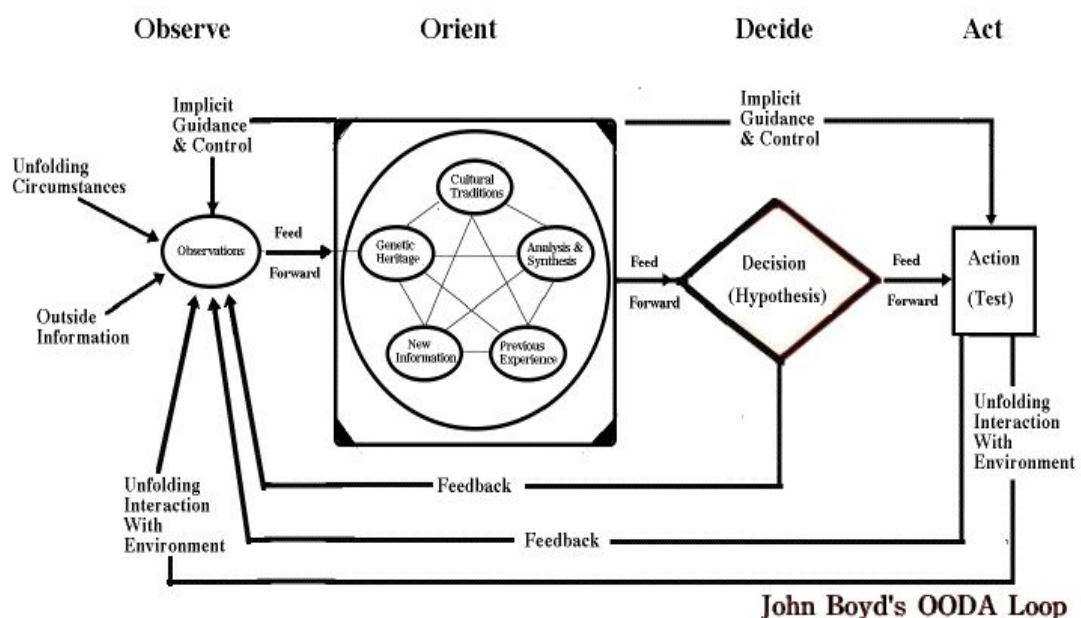 Observe
Orient
Decide
Act
Implicit
Guidance
& Control
Unfolding
Circumstances
Observations
Outside
Information
Feed
Forward
Cultural
Traditions
Genetic
Heritage
Analysis &
Synthesis
New
Information
Previous
Experience
Feed
Forward
Implicit
Guidance
& Control
Decision
(Hypothesis)
Feed
Forward
Action
(Test)
Unfolding
Interaction
With
Environment
Unfolding
Interaction
With
Environment
Feedback
Feedback
John Boyd's OODA Loop